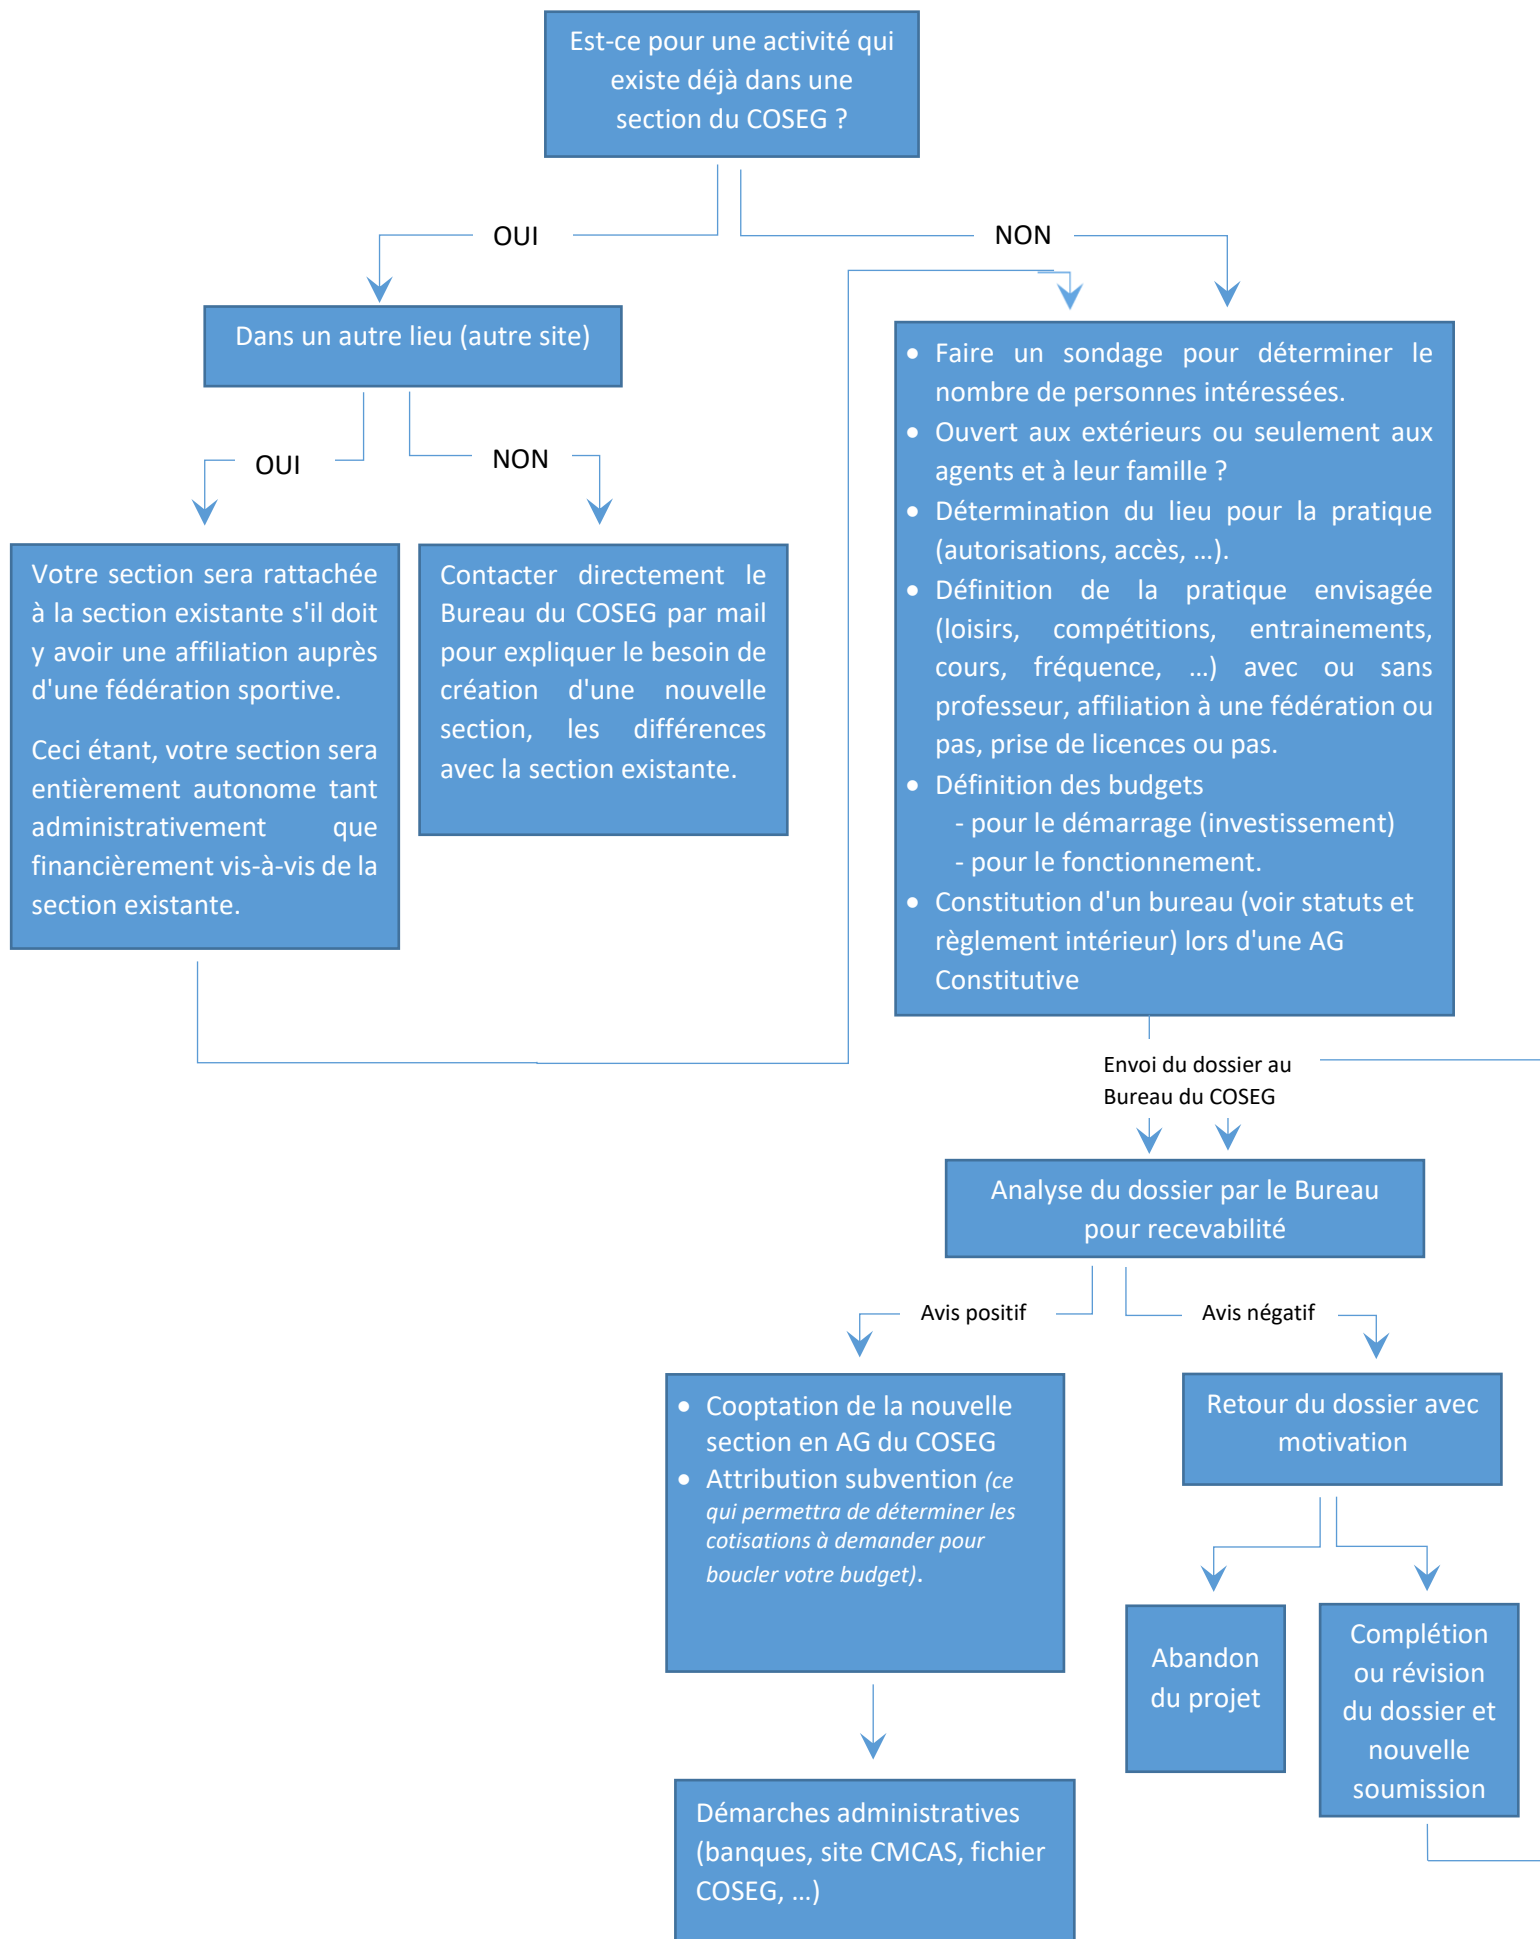 Est-ce pour une activité qui
existe déjà dans une
section du COSEG ?
OUI
NON
Dans un autre lieu (autre site)
OUI
NON
Votre section sera rattachée
à la section existante s'il doit
y avoir une affiliation auprès
d'une fédération sportive.
Ceci étant, votre section sera
entièrement autonome tant
administrativement que
financièrement vis-à-vis de la
section existante.
Contacter directement le
Bureau du COSEG par mail
pour expliquer le besoin de
création d'une nouvelle
section, les différences
avec la section existante.
• Faire un sondage pour déterminer le
nombre de personnes intéressées.
• Ouvert aux extérieurs ou seulement aux
agents et à leur famille ?
• Détermination du lieu pour la pratique
(autorisations, accès, …).
• Définition de la pratique envisagée
(loisirs, compétitions, entrainements,
cours, fréquence, …) avec ou sans
professeur, affiliation à une fédération ou
pas, prise de licences ou pas.
• Définition des budgets
- pour le démarrage (investissement)
- pour le fonctionnement.
• Constitution d'un bureau (voir statuts et
règlement intérieur) lors d'une AG
Constitutive
Envoi du dossier au
Bureau du COSEG
Analyse du dossier par le Bureau
pour recevabilité
Avis positif
Avis négatif
• Cooptation de la nouvelle
section en AG du COSEG
• Attribution subvention (ce
qui permettra de déterminer les
cotisations à demander pour
boucler votre budget).
Retour du dossier avec
motivation
Abandon
du projet
Complétion
ou révision
du dossier et
nouvelle
soumission
Démarches administratives
(banques, site CMCAS, fichier
COSEG, …)